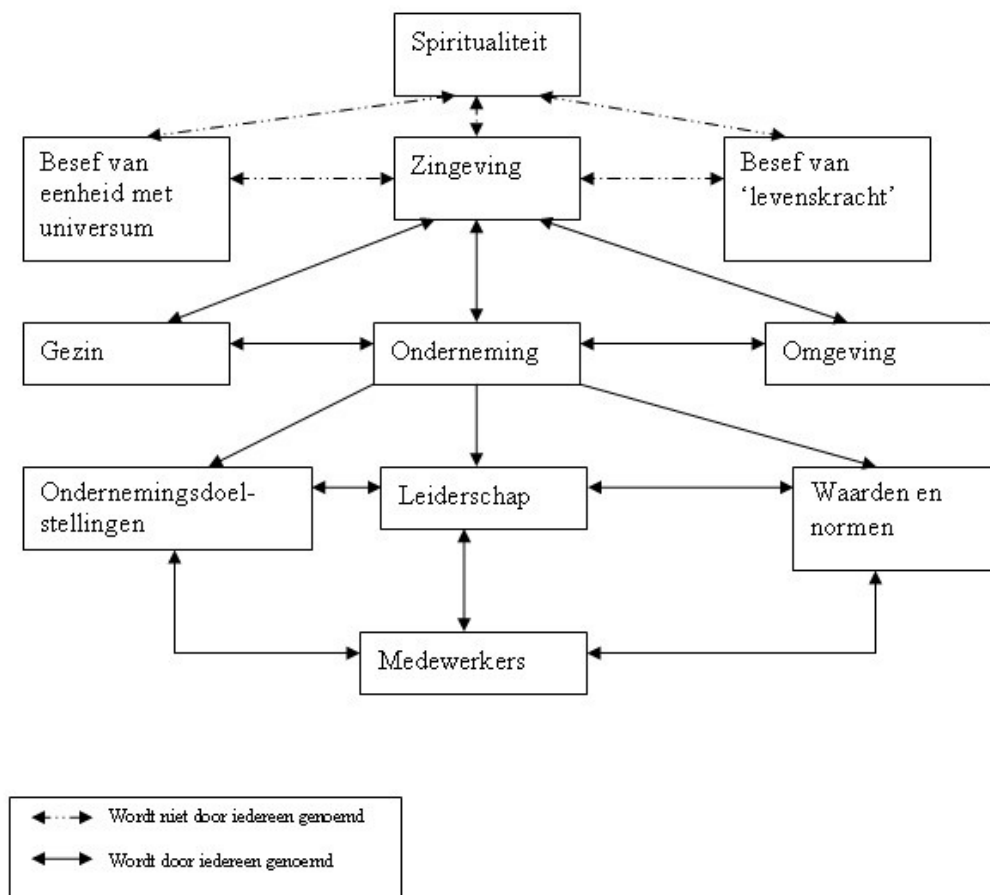 Spiritualiteit
Besef van
eenheid met
universum
Zingeving
Besef van
‘levenskracht’
Gezin
Onderneming
Omgeving
Ondernemingsdoel-
stellingen
Leiderschap
Waarden en
normen
Medewerkers
Wordt niet door iedereen genoemd
Wordt door iedereen genoemd